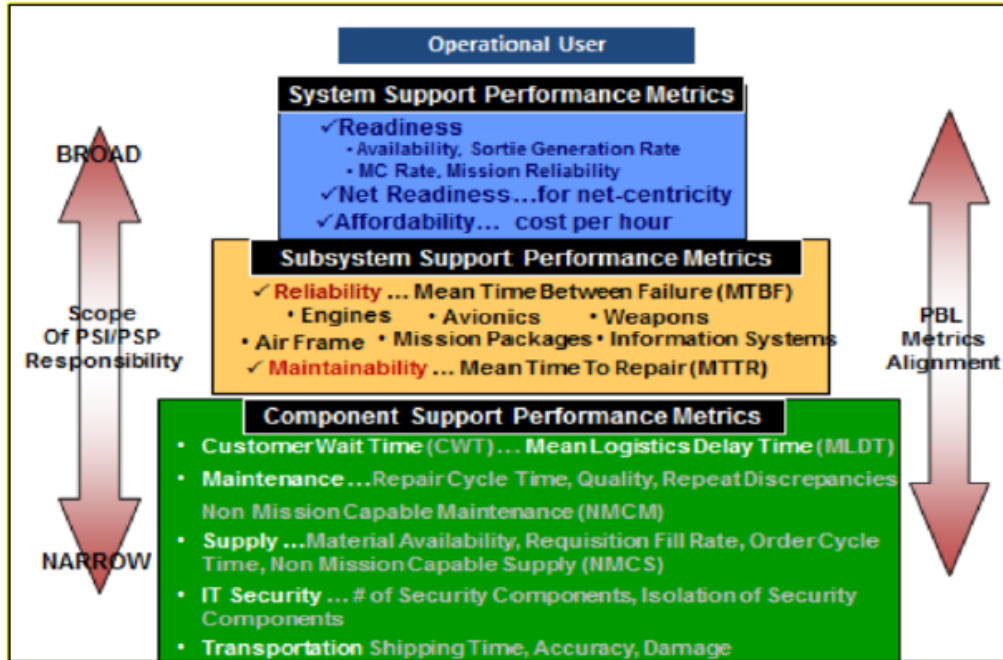 Operational User
System Support Performance Metrics
✓Readiness
• Availability, Sortie Generation Rate
• MC Rate, Mission Reliability
✓Net Readiness...for net-centricity
✓Affordability... cost per hour
BROAD
Scope
Of PSI/PSP
Responsibility
NARROW
Subsystem Support Performance Metrics
✓ Reliability ... Mean Time Between Failure (MTBF)
• Engines • Avionics • Weapons
• Air Frame • Mission Packages • Information Systems
✓ Maintainability ... Mean Time To Repair (MTTR)
PBL
Metrics
Alignment
Component Support Performance Metrics
• Customer Wait Time (CWT) ... Mean Logistics Delay Time (MLDT)
• Maintenance ...Repair Cycle Time, Quality, Repeat Discrepancies
Non Mission Capable Maintenance (NMCM)
• Supply ...Material Availability, Requisition Fill Rate, Order Cycle
Time, Non Mission Capable Supply (NMCS)
• IT Security ... # of Security Components, Isolation of Security
Components
• Transportation Shipping Time, Accuracy, Damage